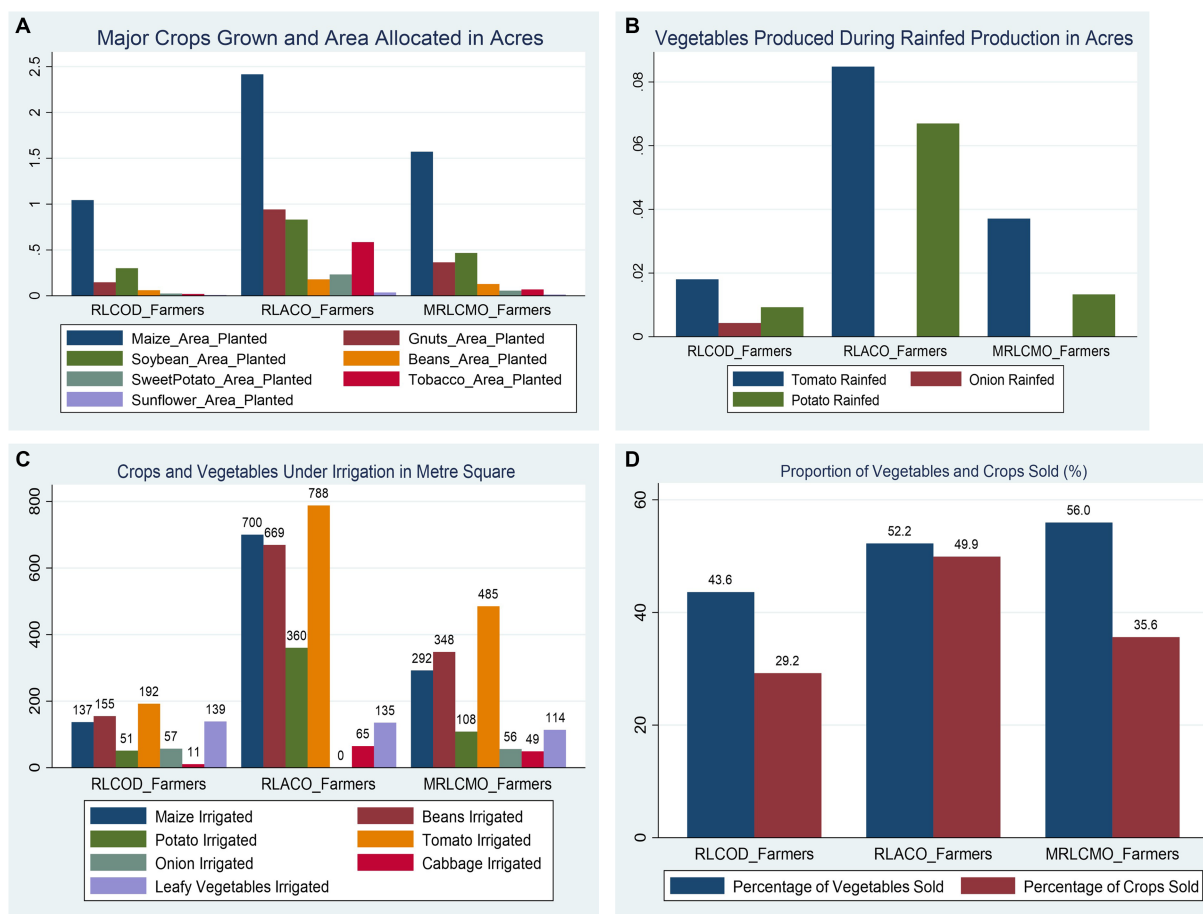 A
Major Crops Grown and Area Allocated in Acres
2.5
2
1.5
1
.5
0
RLCOD_Farmers RLACO_Farmers MRLCMO_Farmers
Maize_Area_Planted Gnuts_Area_Planted
Soybean_Area_Planted Beans_Area_Planted
SweetPotato_Area_Planted Tobacco_Area_Planted
Sunflower_Area_Planted
B
Vegetables Produced During Rainfed Production in Acres
.08
.06
.04
.02
0
RLCOD_Farmers RLACO_Farmers MRLCMO_Farmers
Tomato Rainfed Onion Rainfed
Potato Rainfed
C
Crops and Vegetables Under Irrigation in Metre Square
800
600
400
200
0
137 155 51 192 57 11 139
700 669 360 788 0 65 135
292 348 108 485 56 49 114
RLCOD_Farmers RLACO_Farmers MRLCMO_Farmers
Maize Irrigated Beans Irrigated
Potato Irrigated Tomato Irrigated
Onion Irrigated Cabbage Irrigated
Leafy Vegetables Irrigated
D
Proportion of Vegetables and Crops Sold (%)
60
40
20
0
43.6 29.2
52.2 49.9
56.0 35.6
RLCOD_Farmers RLACO_Farmers MRLCMO_Farmers
Percentage of Vegetables Sold Percentage of Crops Sold